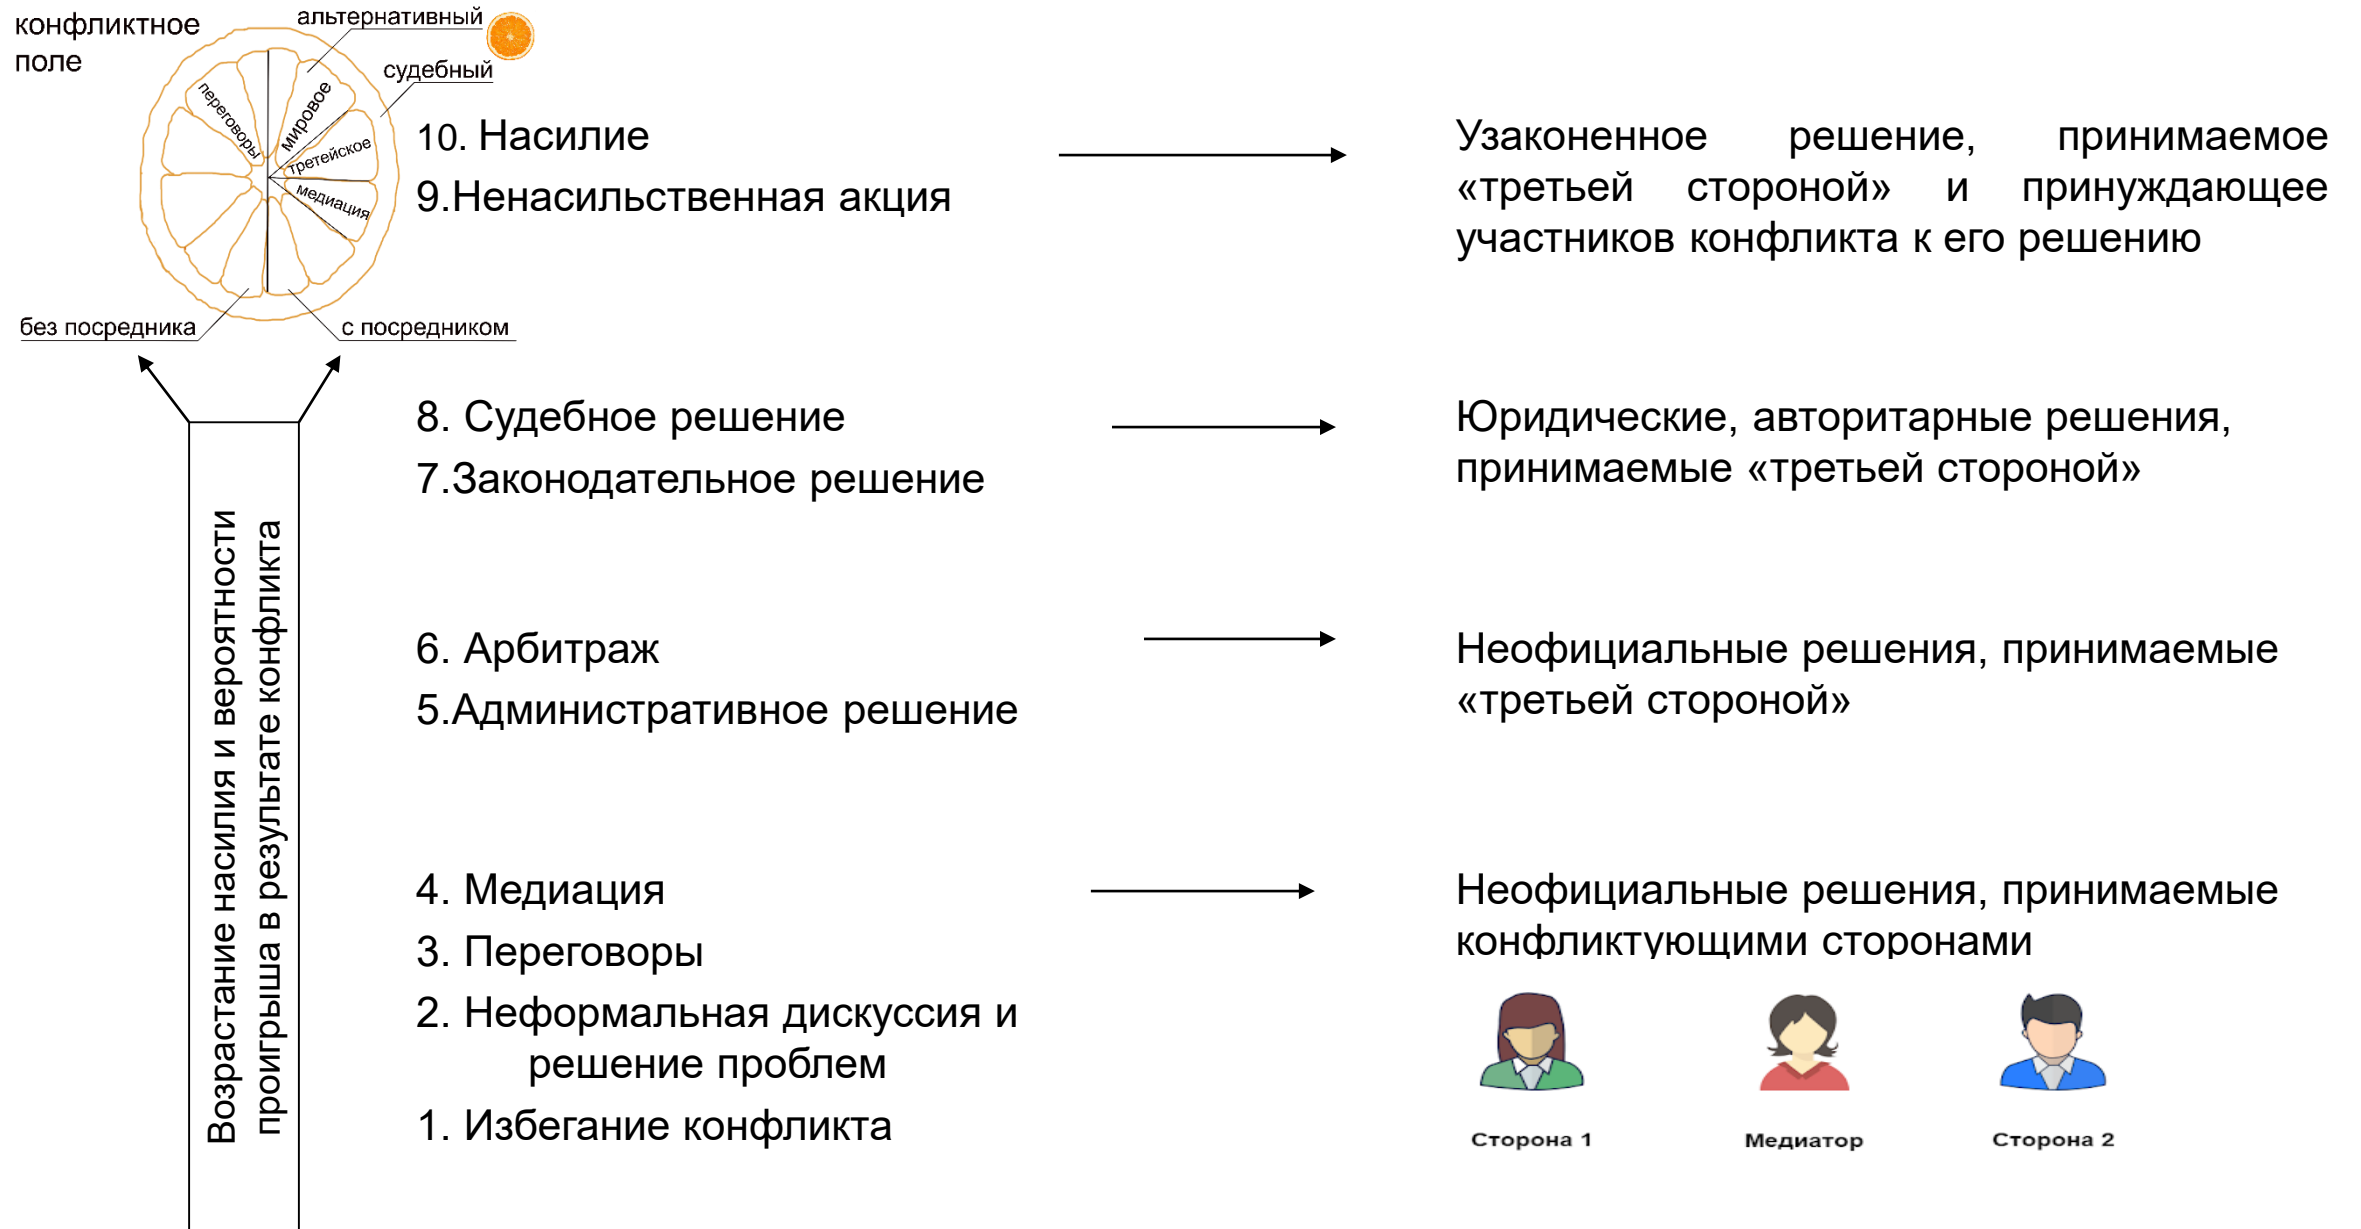 конфликтное
поле
альтернативный
судебный
переговоры
мировое
третейское
медиация
без посредника
с посредником
10. Насилие
9.Ненасильственная акция
Узаконенное решение, принимаемое
«третьей стороной» и принуждающее
участников конфликта к его решению
8. Судебное решение
7.Законодательное решение
Юридические, авторитарные решения,
принимаемые «третьей стороной»
6. Арбитраж
5.Административное решение
Неофициальные решения, принимаемые
«третьей стороной»
4. Медиация
3. Переговоры
2. Неформальная дискуссия и
решение проблем
1. Избегание конфликта
Неофициальные решения, принимаемые
конфликтующими сторонами
Возрастание насилия и вероятности
проигрыша в результате конфликта
Сторона 1
Медиатор
Сторона 2